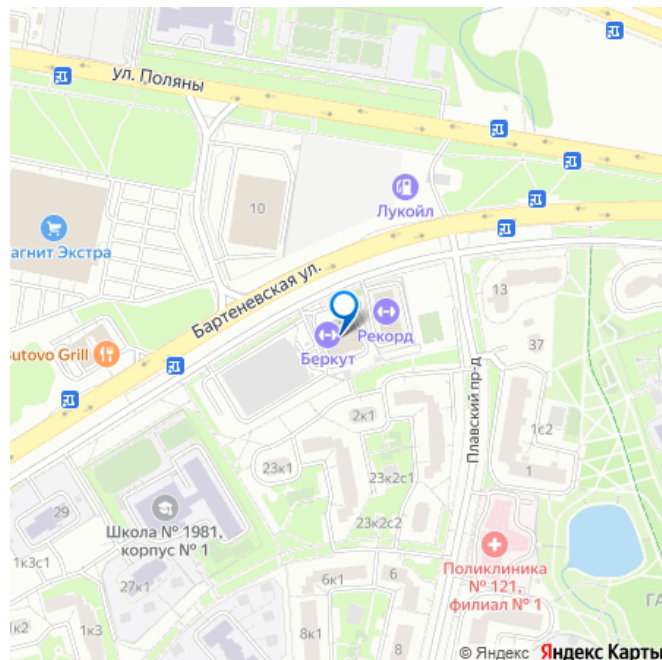 ул. Поляны
10
Лукойл
агнит Экстра
Бартеневская ул.
13
Рекорд
Беркут
utovo Grill
37
Плавский пр-д
2к1
1с2
23к1
23к2с1
1
29
Школа № 1981,
корпус № 1
23к2с2
1к3с1
Поликлиника
№ 121,
филиал № 1
27к1
6к1
6
ГА
1к2
1к3
8к1
8
© Яндекс Яндекс Карты